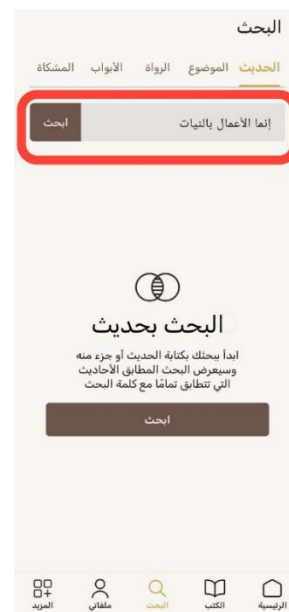 البحث
الحديث الموضوع الرواة الأبواب المشكاة
إنما الأعمال بالنيات ابحث
البحث بحديث
ابدأ ببحثك بكتابة الحديث أو جزء منه
وسيعرض البحث المطابق الأحاديث
التي تتطابق تمامًا مع كلمة البحث
ابحث
الرئيسية الكتب البحث ملفاتي المزيد